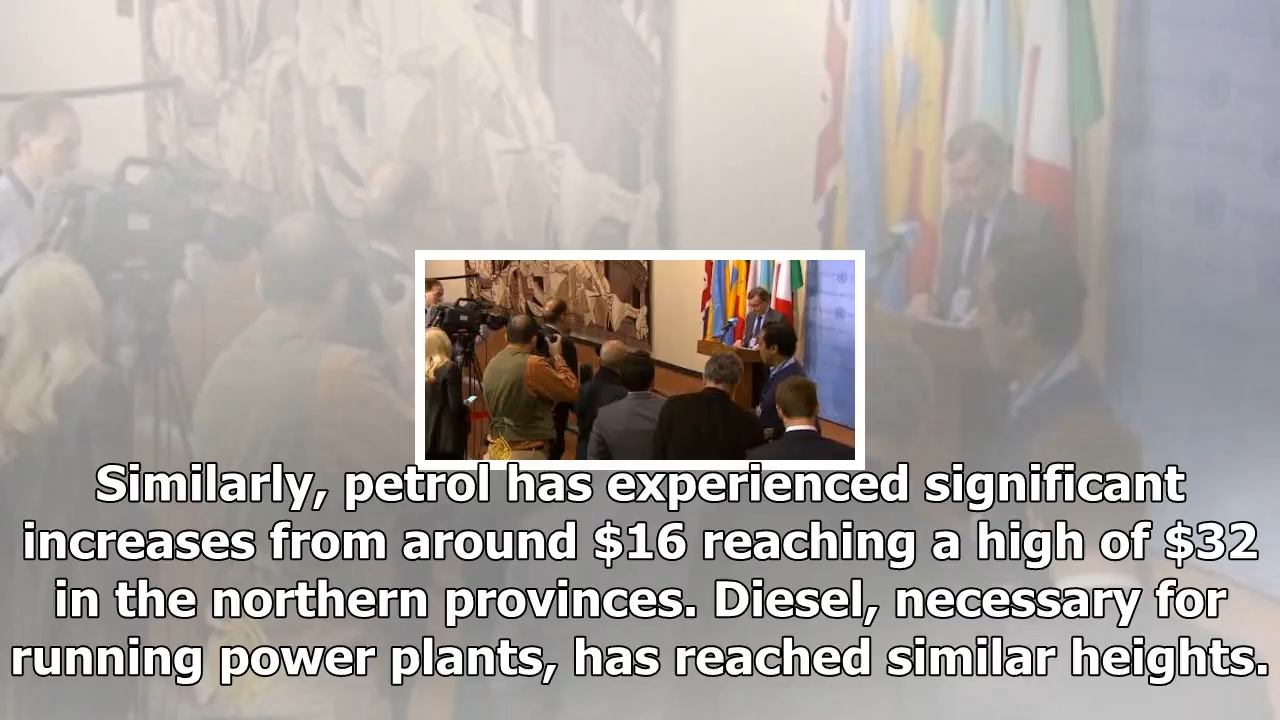 Similarly, petrol has experienced significant
increases from around $16 reaching a high of $32
in the northern provinces. Diesel, necessary for
running power plants, has reached similar heights.